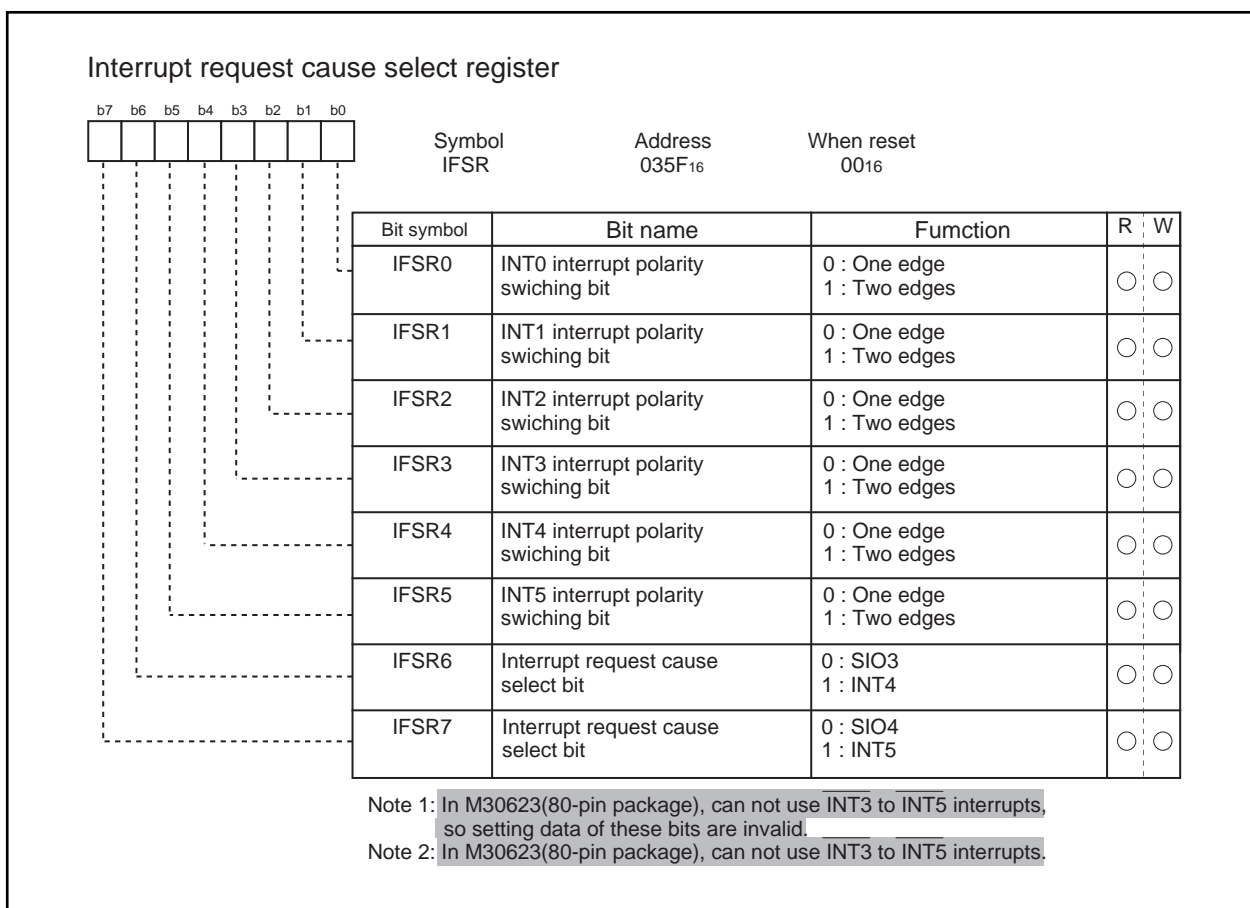 Interrupt request cause select register
b7 b6 b5 b4 b3 b2 b1 b0
Symbol Address When reset
IFSR 035F16 0016
Bit symbol Bit name Fumction R W
IFSR0 INT0 interrupt polarity 0 : One edge
swiching bit 1 : Two edges
IFSR1 INT1 interrupt polarity 0 : One edge
swiching bit 1 : Two edges
IFSR2 INT2 interrupt polarity 0 : One edge
swiching bit 1 : Two edges
IFSR3 INT3 interrupt polarity 0 : One edge
swiching bit 1 : Two edges
IFSR4 INT4 interrupt polarity 0 : One edge
swiching bit 1 : Two edges
IFSR5 INT5 interrupt polarity 0 : One edge
swiching bit 1 : Two edges
IFSR6 Interrupt request cause 0 : SIO3
select bit 1 : INT4
IFSR7 Interrupt request cause 0 : SIO4
select bit 1 : INT5
Note 1: In M30623(80-pin package), can not use INT3 to INT5 interrupts,
so setting data of these bits are invalid.
Note 2: In M30623(80-pin package), can not use INT3 to INT5 interrupts.